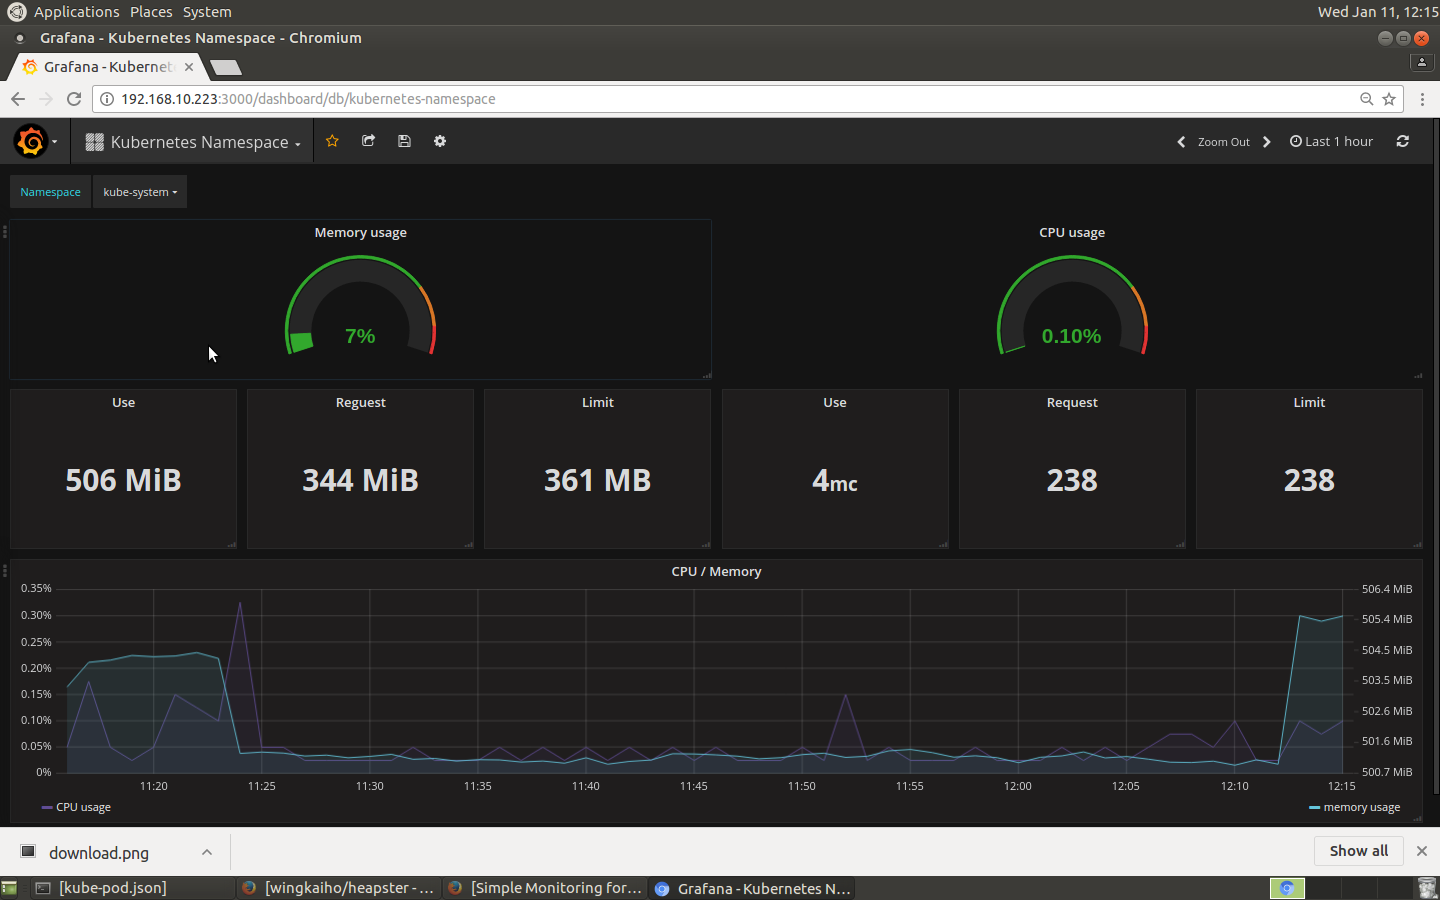 Applications Places System
Wed Jan 11, 12:15
Grafana - Kubernetes Namespace - Chromium
Grafana - Kubernet
192.168.10.223:3000/dashboard/db/kubernetes-namespace
Kubernetes Namespace
Zoom Out
Last 1 hour
Namespace
kube-system
Memory usage
7%
CPU usage
0.10%
Use
506 MiB
Reguest
344 MiB
Limit
361 MB
Use
4mc
Request
238
Limit
238
CPU / Memory
0.35%
0.30%
0.25%
0.20%
0.15%
0.10%
0.05%
0%
506.4 MiB
505.4 MiB
504.5 MiB
503.5 MiB
502.6 MiB
501.6 MiB
500.7 MiB
11:20 11:25 11:30 11:35 11:40 11:45 11:50 11:55 12:00 12:05 12:10 12:15
CPU usage
memory usage
download.png
Show all
[kube-pod.json]
[wingkaiho/heapster - ...
[Simple Monitoring for...
Grafana - Kubernetes N...